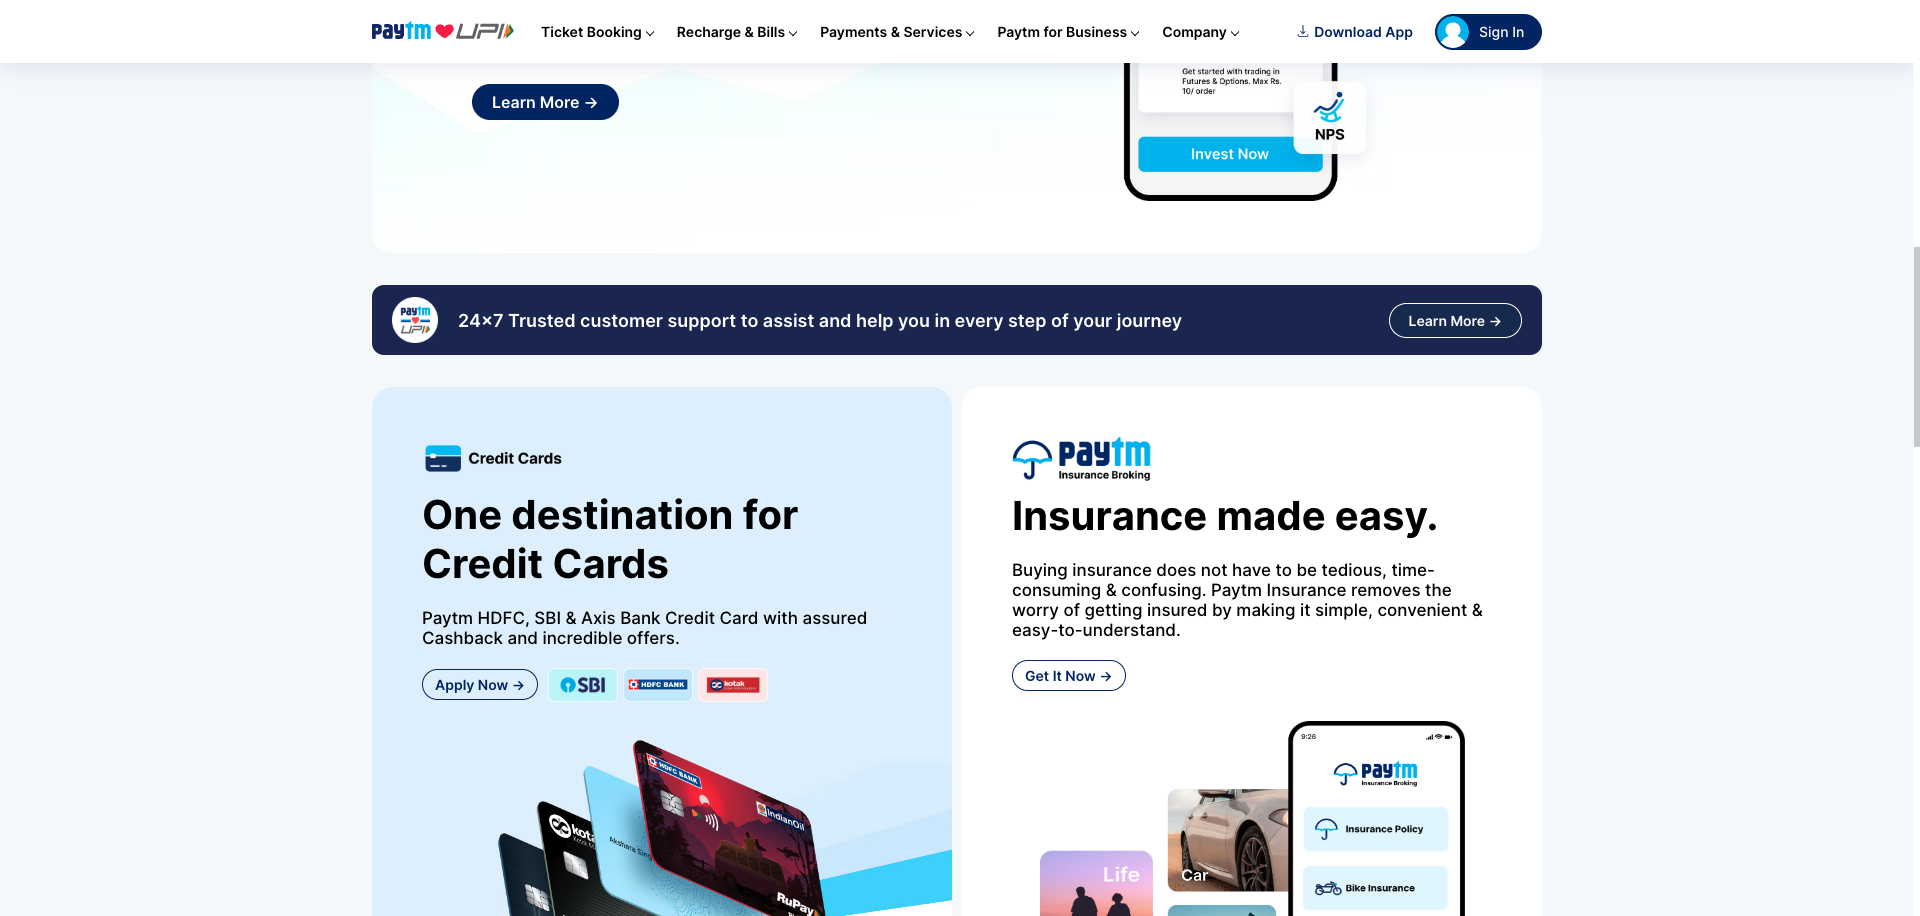 paytm UPI
Ticket Booking
Recharge & Bills
Payments & Services
Paytm for Business
Company
Download App
Sign In
Get started with trading in
Futures & Options. Max Rs.
10/ order
Learn More →
NPS
Invest Now
paytm
UPI
24×7 Trusted customer support to assist and help you in every step of your journey
Learn More →
Credit Cards
One destination for
Credit Cards
Paytm HDFC, SBI & Axis Bank Credit Card with assured
Cashback and incredible offers.
Apply Now →
SBI
HDFC BANK
kotak
HDFC BANK
IndianOil
kota
Akshara Sing
RuPay
paytm
Insurance Broking
Insurance made easy.
Buying insurance does not have to be tedious, time-
consuming & confusing. Paytm Insurance removes the
worry of getting insured by making it simple, convenient &
easy-to-understand.
Get It Now →
9:26
paytm
Insurance Broking
Insurance Policy
Bike Insurance
Life
Car